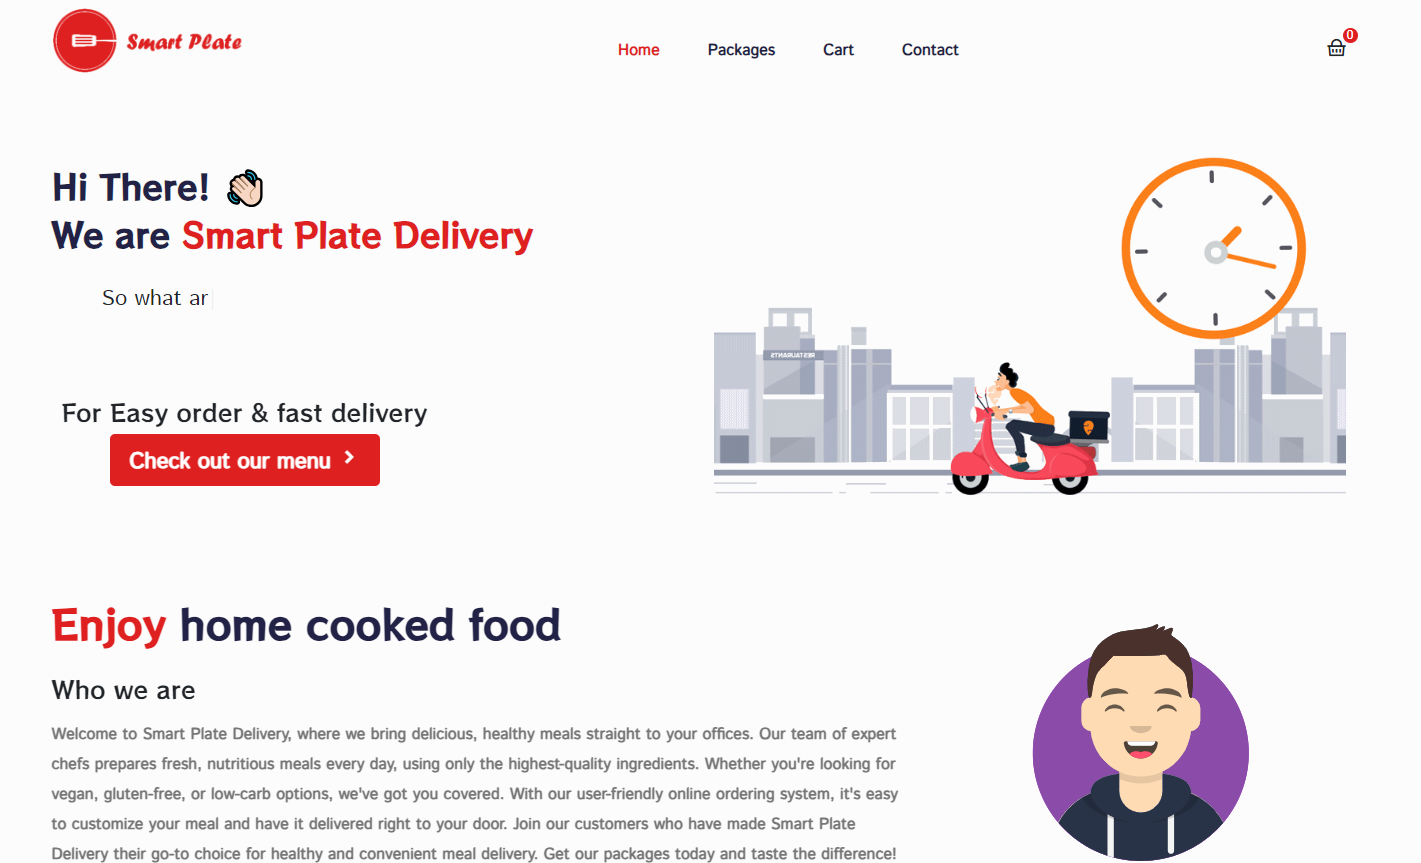 Smart Plate
Home Packages Cart Contact
0
Hi There!
We are Smart Plate Delivery
So what ar
RESTAURANTS
For Easy order & fast delivery
Check out our menu
Enjoy home cooked food
Who we are
Welcome to Smart Plate Delivery, where we bring delicious, healthy meals straight to your offices. Our team of expert
chefs prepares fresh, nutritious meals every day, using only the highest-quality ingredients. Whether you're looking for
vegan, gluten-free, or low-carb options, we've got you covered. With our user-friendly online ordering system, it's easy
to customize your meal and have it delivered right to your door. Join our customers who have made Smart Plate
Delivery their go-to choice for healthy and convenient meal delivery. Get our packages today and taste the difference!